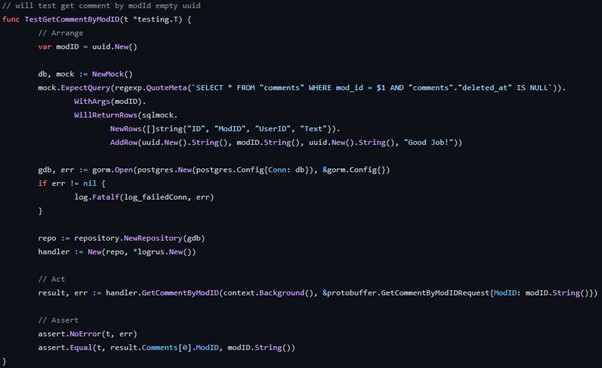 // will test get comment by modId empty uuid
func TestGetCommentByModID(t *testing.T) {
// Arrange
var modID = uuid.New()
db, mock := NewMock()
mock.ExpectQuery(regexp.QuoteMeta(`SELECT * FROM "comments" WHERE mod_id = $1 AND "comments"."deleted_at" IS NULL`)).
WithArgs(modID).
WillReturnRows(sqlmock.
NewRows([]string{"ID", "ModID", "UserID", "Text"}).
AddRow(uuid.New().String(), modID.String(), uuid.New().String(), "Good Job!"))
gdb, err := gorm.Open(postgres.New(postgres.Config{Conn: db}), &gorm.Config{})
if err != nil {
log.Fatalf(log_failedConn, err)
}
repo := repository.NewRepository(gdb)
handler := New(repo, *logrus.New())
// Act
result, err := handler.GetCommentByModID(context.Background(), &protobuffer.GetCommentByModIDRequest{ModID: modID.String()})
// Assert
assert.NoError(t, err)
assert.Equal(t, result.Comments[0].ModID, modID.String())
}